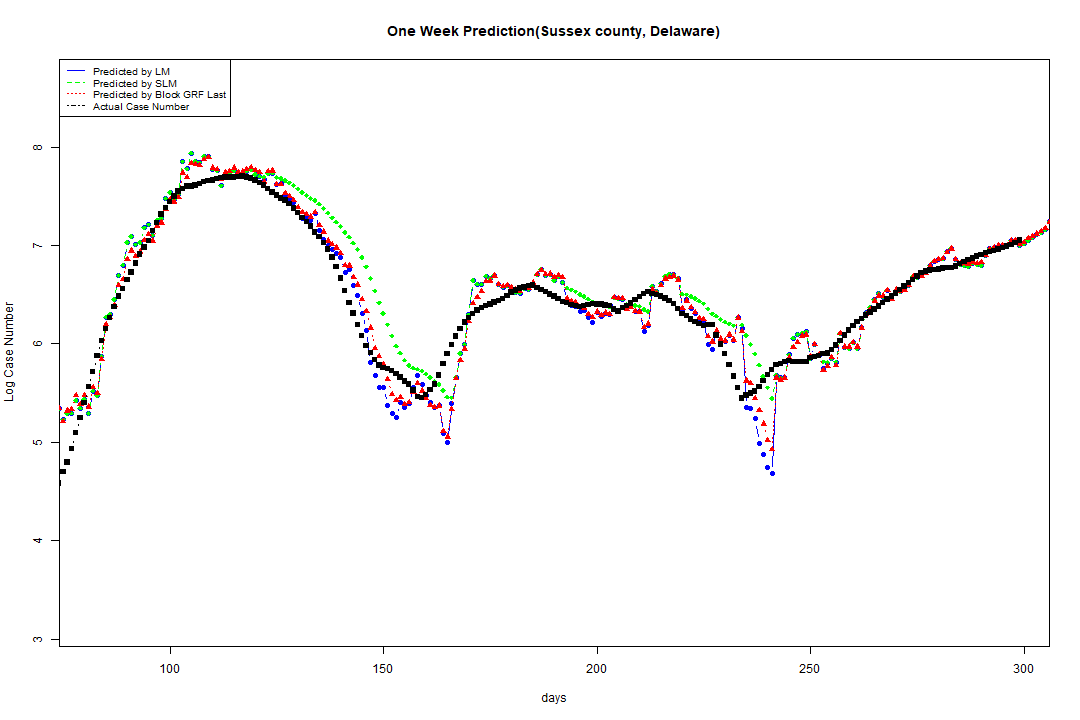 One Week Prediction(Sussex county, Delaware)
Predicted by LM
Predicted by SLM
Predicted by Block GRF Last
Actual Case Number
8
7
6
5
4
3
Log Case Number
100 150 200 250 300
days